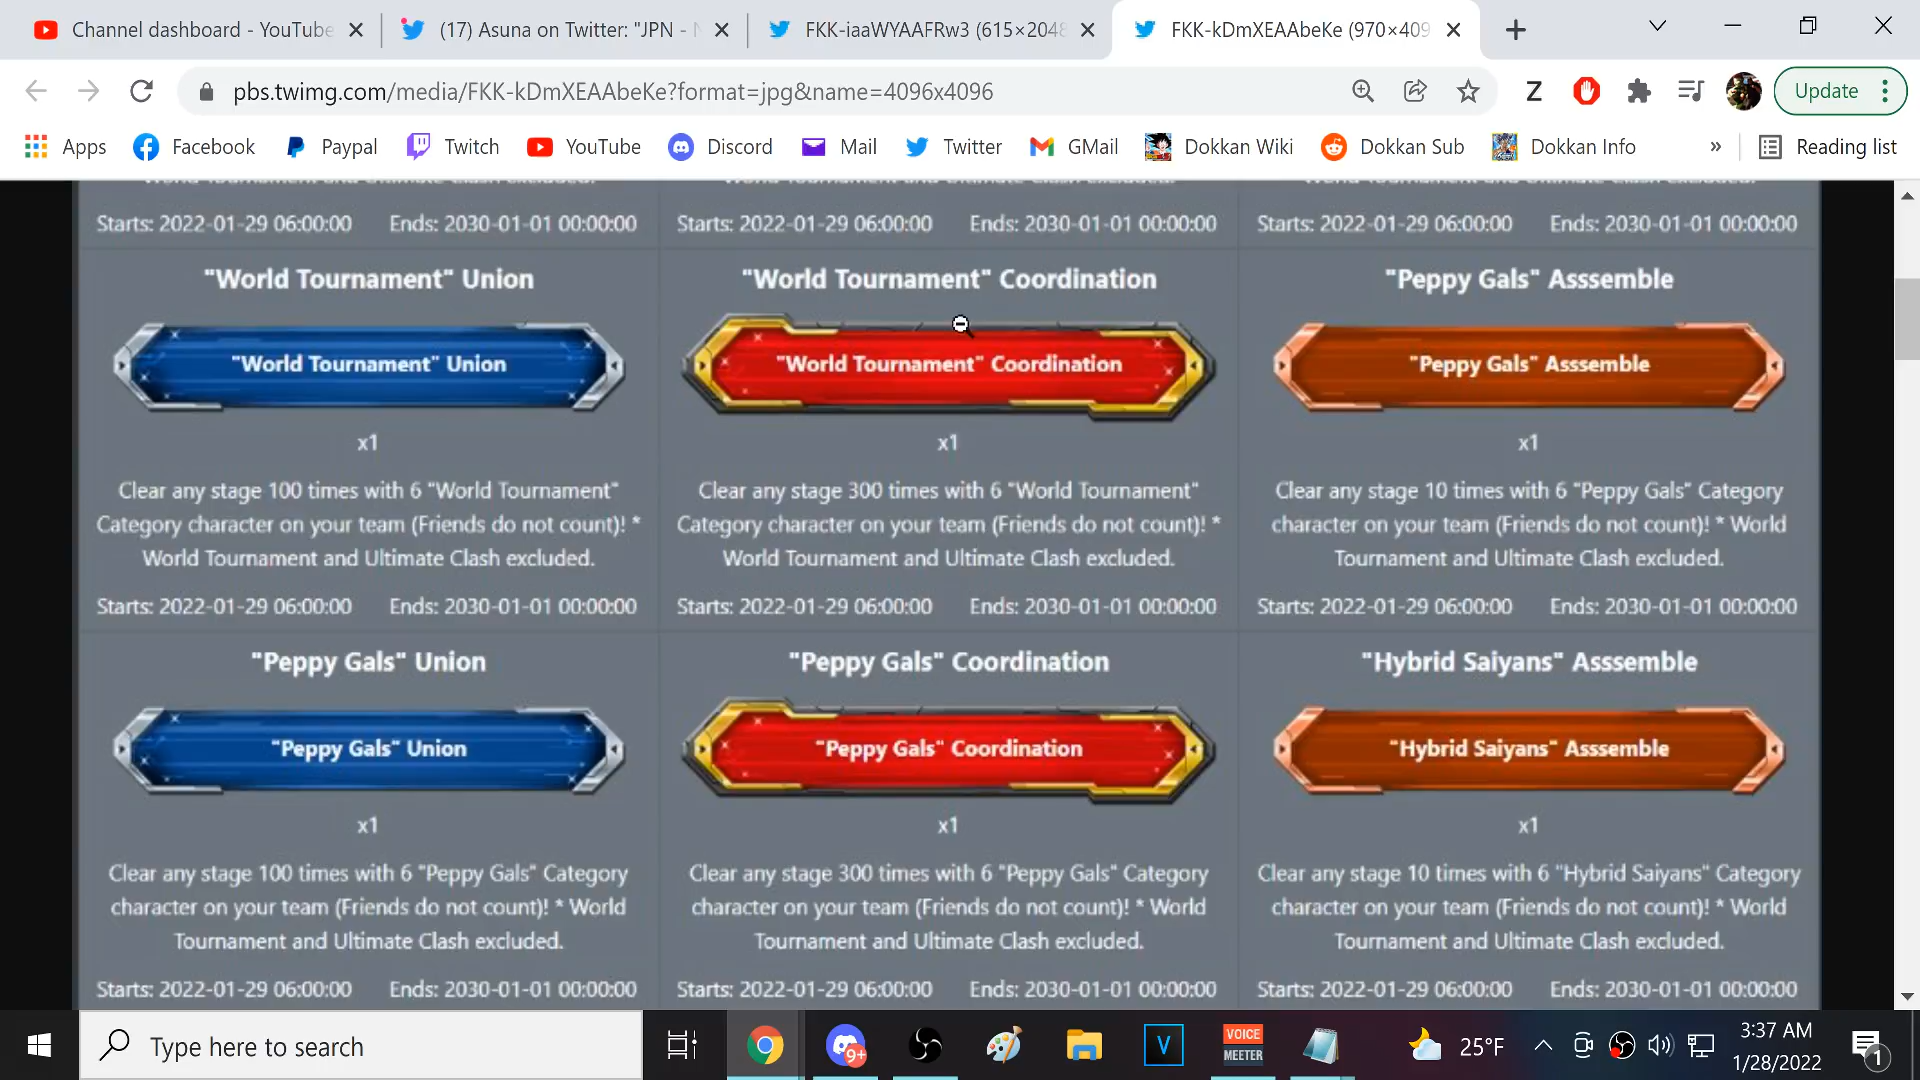 Channel dashboard - YouTube
(17) Asuna on Twitter: "JPN - N
FKK-iaaWYAAFRw3 (615×2048
FKK-kDmXEAAbeKe (970×409
pbs.twimg.com/media/FKK-kDmXEAAbeKe?format=jpg&name=4096x4096
Z
Update
Apps
Facebook
Paypal
Twitch
YouTube
Discord
Mail
Twitter
GMail
Dokkan Wiki
Dokkan Sub
Dokkan Info
»
Reading list
Starts: 2022-01-29 06:00:00 Ends: 2030-01-01 00:00:00
Starts: 2022-01-29 06:00:00 Ends: 2030-01-01 00:00:00
Starts: 2022-01-29 06:00:00 Ends: 2030-01-01 00:00:00
"World Tournament" Union
"World Tournament" Union
x1
Clear any stage 100 times with 6 "World Tournament"
Category character on your team (Friends do not count)! *
World Tournament and Ultimate Clash excluded.
Starts: 2022-01-29 06:00:00 Ends: 2030-01-01 00:00:00
"World Tournament" Coordination
"World Tournament" Coordination
x1
Clear any stage 300 times with 6 "World Tournament"
Category character on your team (Friends do not count)! *
World Tournament and Ultimate Clash excluded.
Starts: 2022-01-29 06:00:00 Ends: 2030-01-01 00:00:00
"Peppy Gals" Asssemble
"Peppy Gals" Asssemble
x1
Clear any stage 10 times with 6 "Peppy Gals" Category
character on your team (Friends do not count)! * World
Tournament and Ultimate Clash excluded.
Starts: 2022-01-29 06:00:00 Ends: 2030-01-01 00:00:00
"Peppy Gals" Union
"Peppy Gals" Union
x1
Clear any stage 100 times with 6 "Peppy Gals" Category
character on your team (Friends do not count)! * World
Tournament and Ultimate Clash excluded.
Starts: 2022-01-29 06:00:00 Ends: 2030-01-01 00:00:00
"Peppy Gals" Coordination
"Peppy Gals" Coordination
x1
Clear any stage 300 times with 6 "Peppy Gals" Category
character on your team (Friends do not count)! * World
Tournament and Ultimate Clash excluded.
Starts: 2022-01-29 06:00:00 Ends: 2030-01-01 00:00:00
"Hybrid Saiyans" Asssemble
"Hybrid Saiyans" Asssemble
x1
Clear any stage 10 times with 6 "Hybrid Saiyans" Category
character on your team (Friends do not count)! * World
Tournament and Ultimate Clash excluded.
Starts: 2022-01-29 06:00:00 Ends: 2030-01-01 00:00:00
Type here to search
9+
V
VOICE
MEETER
25°F
3:37 AM
1/28/2022
1